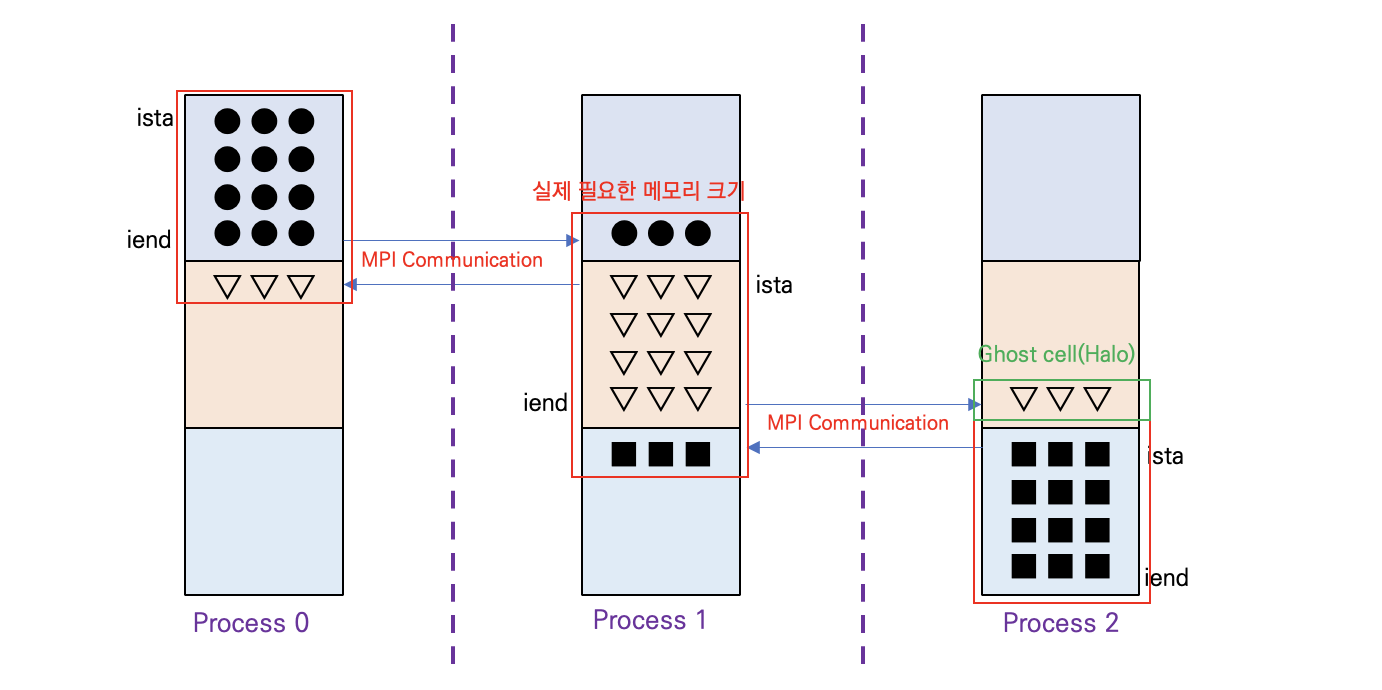 ista
iend
Process 0
MPI Communication
실제 필요한 메모리 크기
ista
iend
Process 1
MPI Communication
Ghost cell(Halo)
ista
iend
Process 2